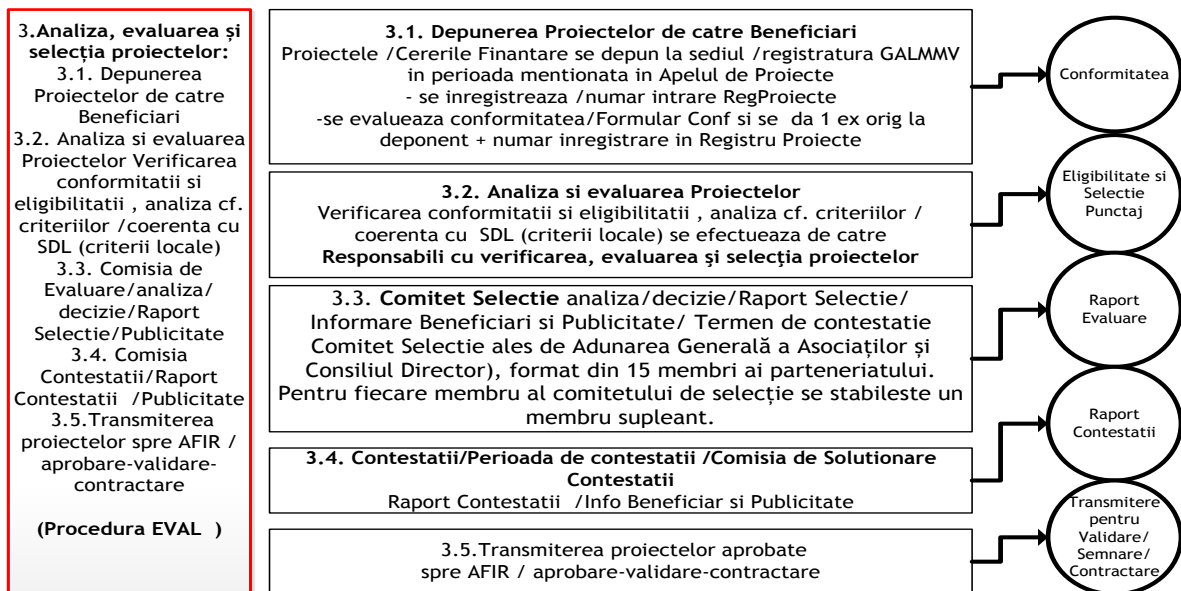 3.Analiza, evaluarea și
selecția proiectelor:
3.1. Depunerea
Proiectelor de catre
Beneficiari
3.2. Analiza si evaluarea
Proiectelor Verificarea
conformitatii si
eligibilitatii , analiza cf.
criteriilor /coerenta cu
SDL (criterii locale)
3.3. Comisia de
Evaluare/analiza/
decizie/Raport
Selectie/Publicitate
3.4. Comisia
Contestatii/Raport
Contestatii /Publicitate
3.5.Transmiterea
proiectelor spre AFIR /
aprobare-validare-
contractare
(Procedura EVAL )
3.1. Depunerea Proiectelor de catre Beneficiari
Proiectele /Cererile Finantare se depun la sediul /registratura GALMMV
in perioada mentionata in Apelul de Proiecte
- se inregistreaza /numar intrare RegProiecte
-se evalueaza conformitatea/Formular Conf si se da 1 ex orig la
deponent + numar inregistrare in Registru Proiecte
Conformitatea
3.2. Analiza si evaluarea Proiectelor
Verificarea conformitatii si eligibilitatii , analiza cf. criteriilor /
coerenta cu SDL (criterii locale) se efectueaza de catre
Responsabili cu verificarea, evaluarea şi selecţia proiectelor
Eligibilitate si
Selectie
Punctaj
3.3. Comitet Selectie analiza/decizie/Raport Selectie/
Informare Beneficiari si Publicitate/ Termen de contestatie
Comitet Selectie ales de Adunarea Generală a Asociaților și
Consiliul Director), format din 15 membri ai parteneriatului.
Pentru fiecare membru al comitetului de selecție se stabileste un
membru supleant.
Raport
Evaluare
3.4. Contestatii/Perioada de contestatii /Comisia de Solutionare
Contestatii
Raport Contestatii /Info Beneficiar si Publicitate
Raport
Contestatii
3.5.Transmiterea proiectelor aprobate
spre AFIR / aprobare-validare-contractare
Transmitere
pentru
Validare/
Semnare/
Contractare